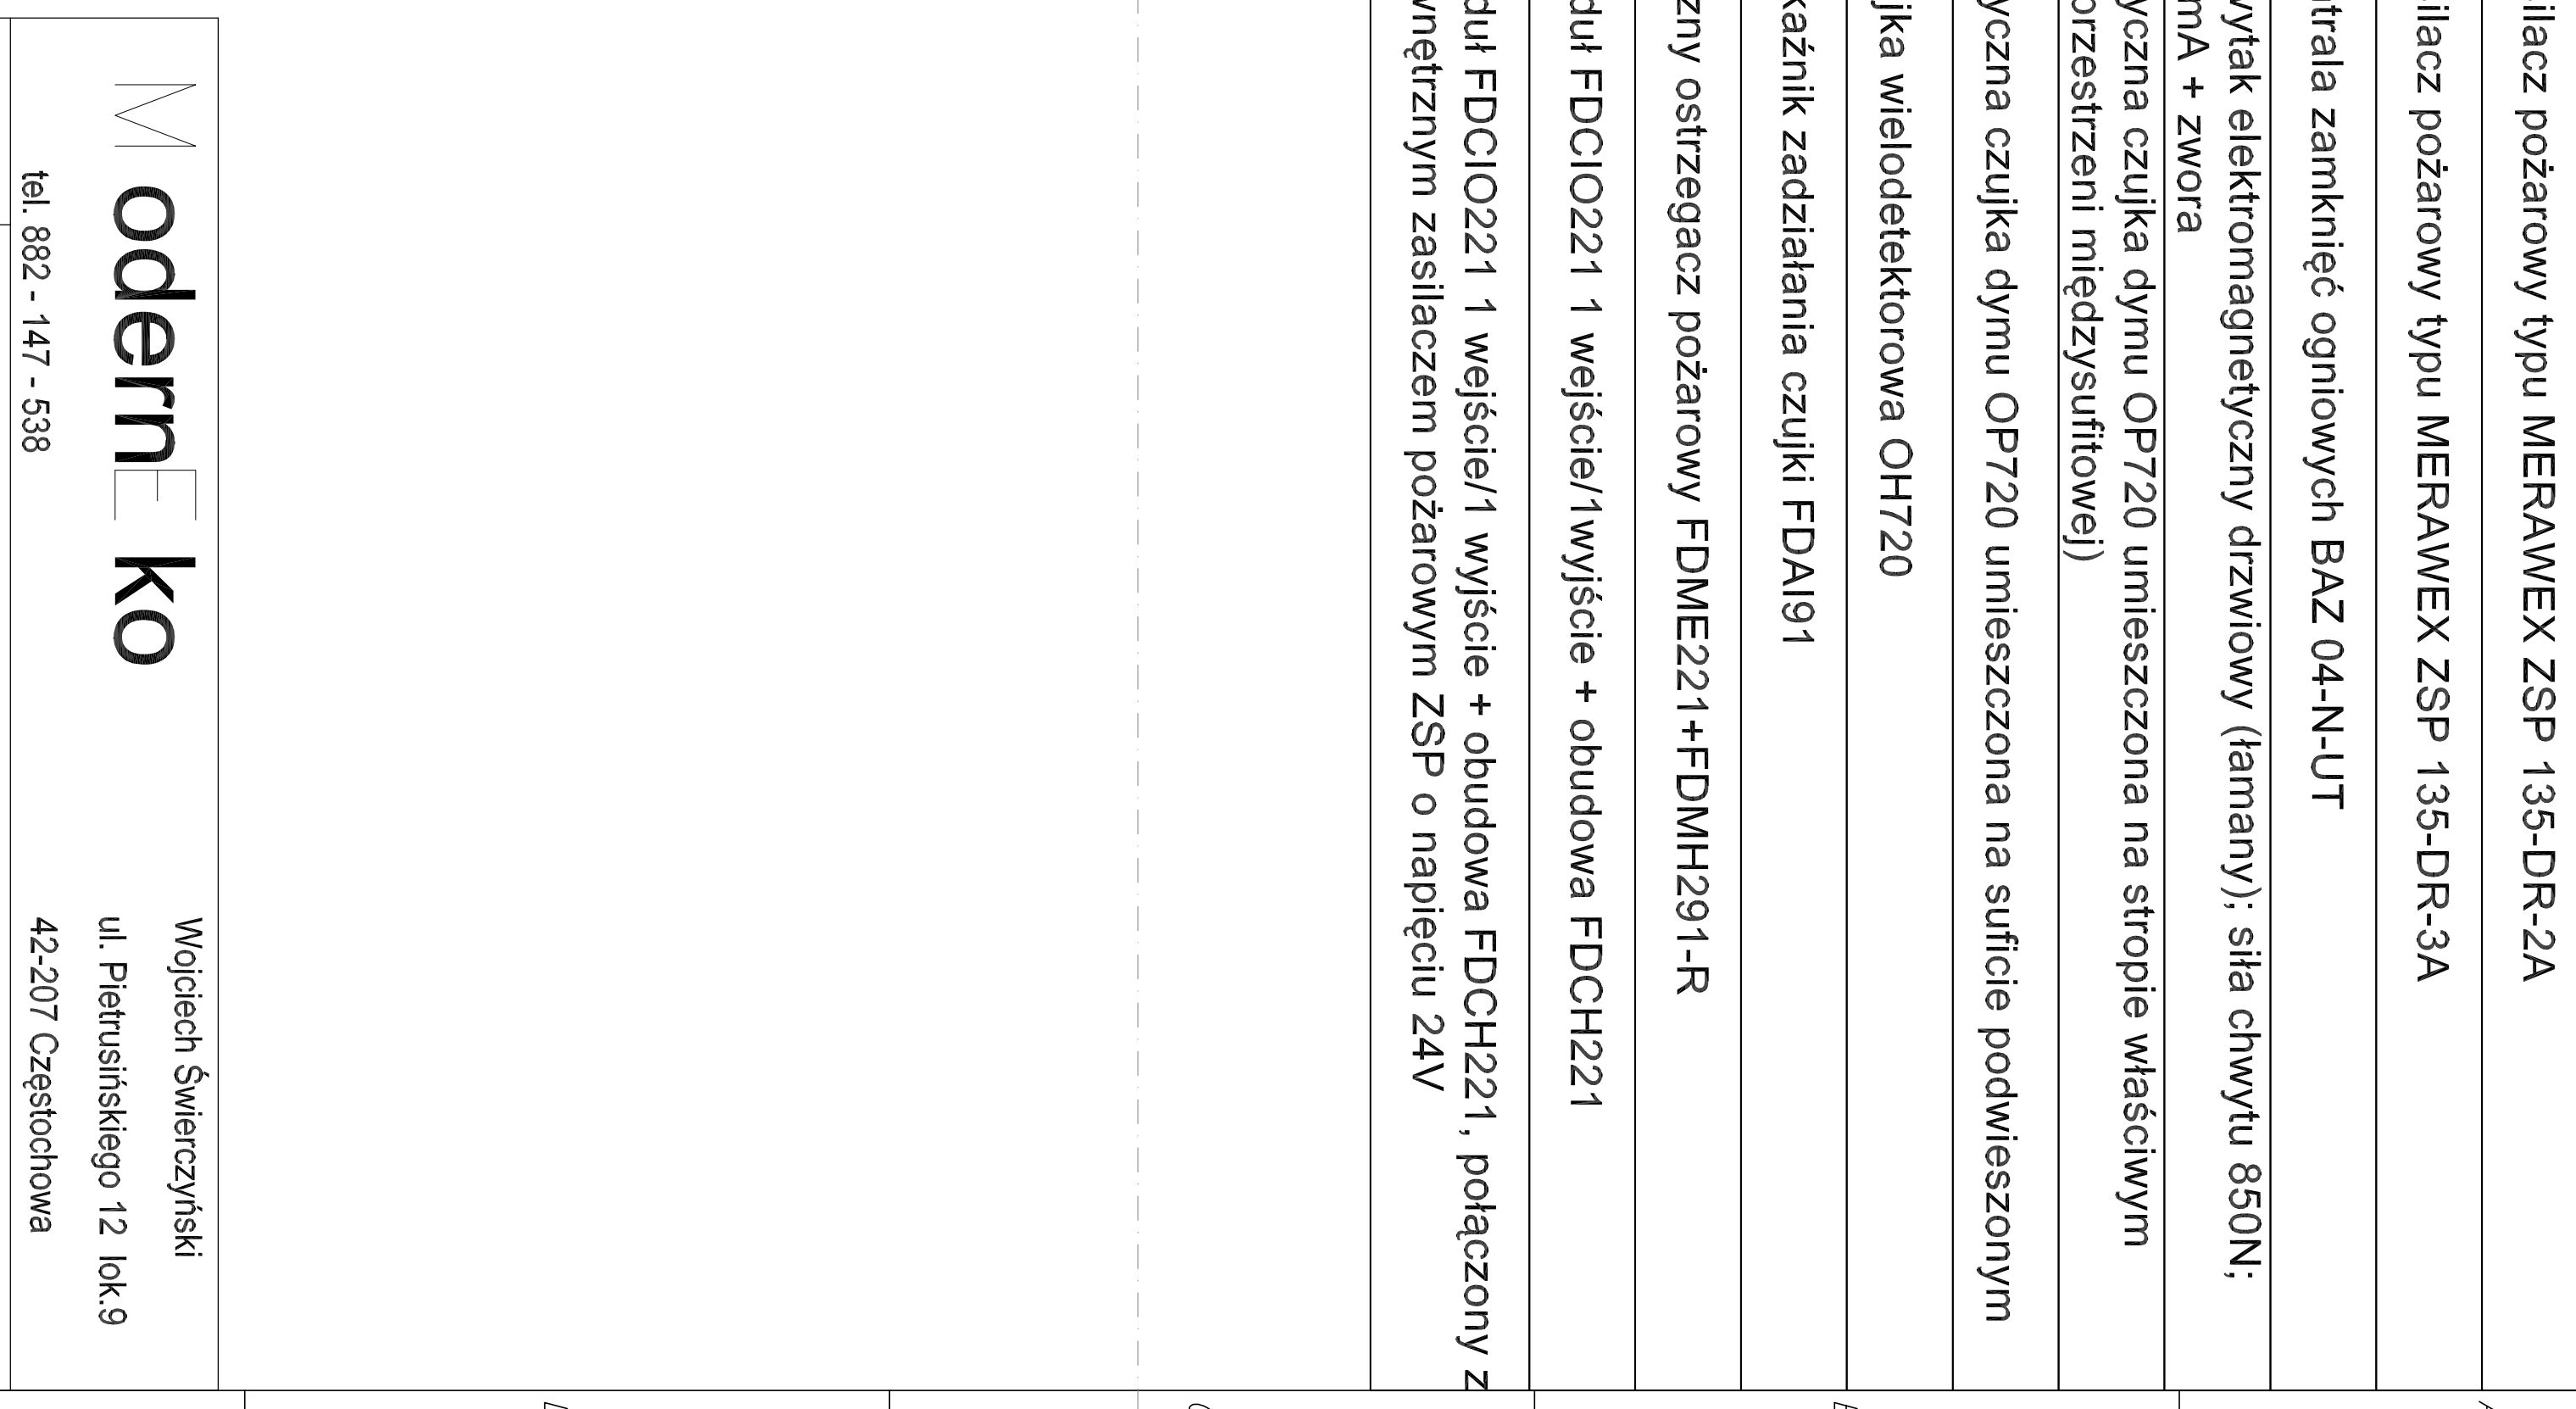 ilacz pożarowy typu MERAWEX ZSP 135-DR-2A
ilacz pożarowy typu MERAWEX ZSP 135-DR-3A
trala zamknięć ogniowych BAZ 04-N-UT
wytak elektromagnetyczny drzwiowy (łamany); siła chwytu 850N;
mA + zwora
yczna czujka dymu OP720 umieszczona na stropie właściwym
przestrzeni międzysufitowej)
yczna czujka dymu OP720 umieszczona na suficie podwieszonym
jka wielodetektorowa OH720
kaźnik zadziałania czujki FDAI91
zny ostrzegacz pożarowy FDME221+FDMH291-R
duł FDCIO221 1 wejście/1wyjście + obudowa FDCH221
duł FDCIO221 1 wejście/1 wyjście + obudowa FDCH221, połączony z
wnętrznym zasilaczem pożarowym ZSP o napięciu 24V
ModernEko
tel. 882 - 147 - 538
Wojciech Świerczyński
ul. Pietrusińskiego 12 lok.9
42-207 Częstochowa